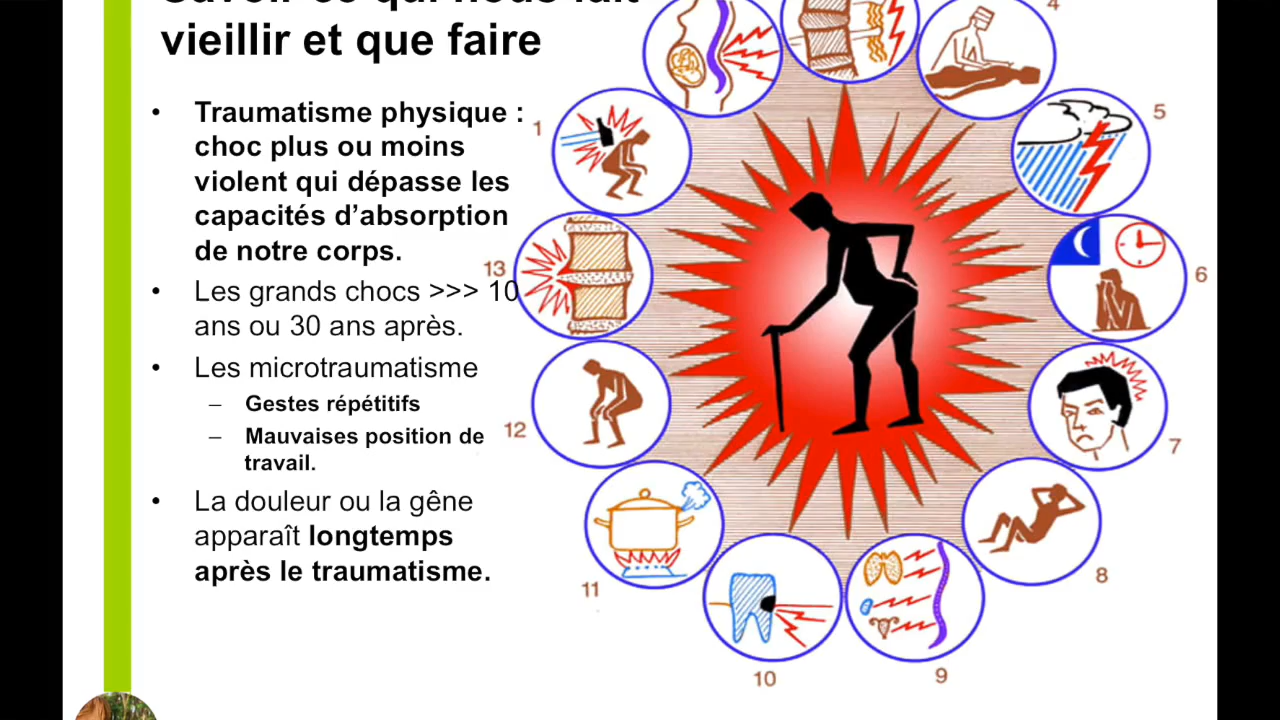 vieillir et que faire
• Traumatisme physique :
choc plus ou moins
violent qui dépasse les
capacités d’absorption
de notre corps.
• Les grands chocs >>> 10
ans ou 30 ans après.
• Les microtraumatisme
– Gestes répétitifs
– Mauvaises position de
travail.
• La douleur ou la gêne
apparaît longtemps
après le traumatisme.
1
4
5
6
7
8
9
10
11
12
13